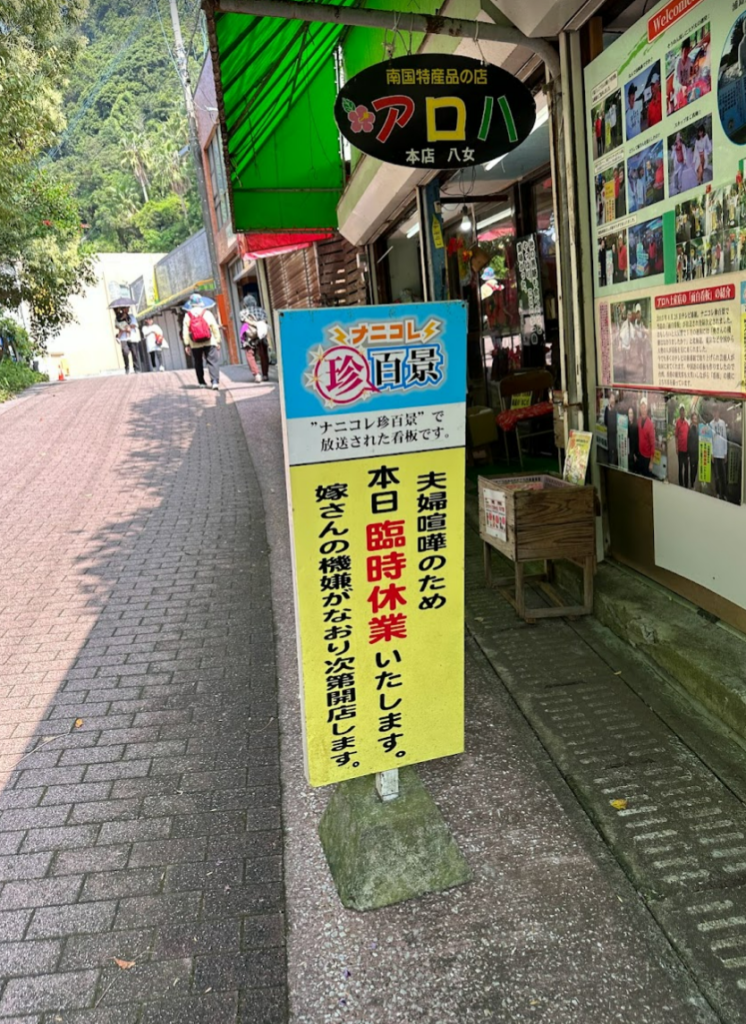 Welcome
南国特産品の店
アロハ
本店 八女
ナニコレ
珍百景
"ナニコレ珍百景"で
放送された看板です。
夫婦喧嘩のため
本日臨時休業いたします。
嫁さんの機嫌がなおり次第開店します。